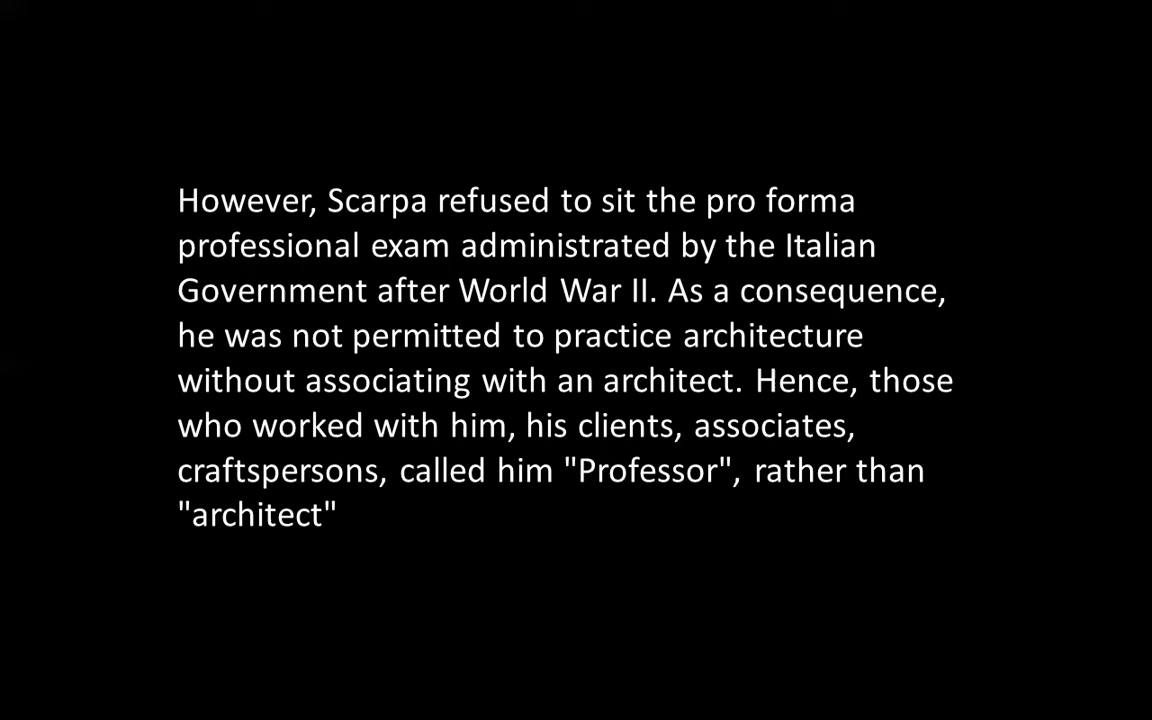 However, Scarpa refused to sit the pro forma
professional exam administrated by the Italian
Government after World War II. As a consequence,
he was not permitted to practice architecture
without associating with an architect. Hence, those
who worked with him, his clients, associates,
craftspersons, called him "Professor", rather than
"architect"